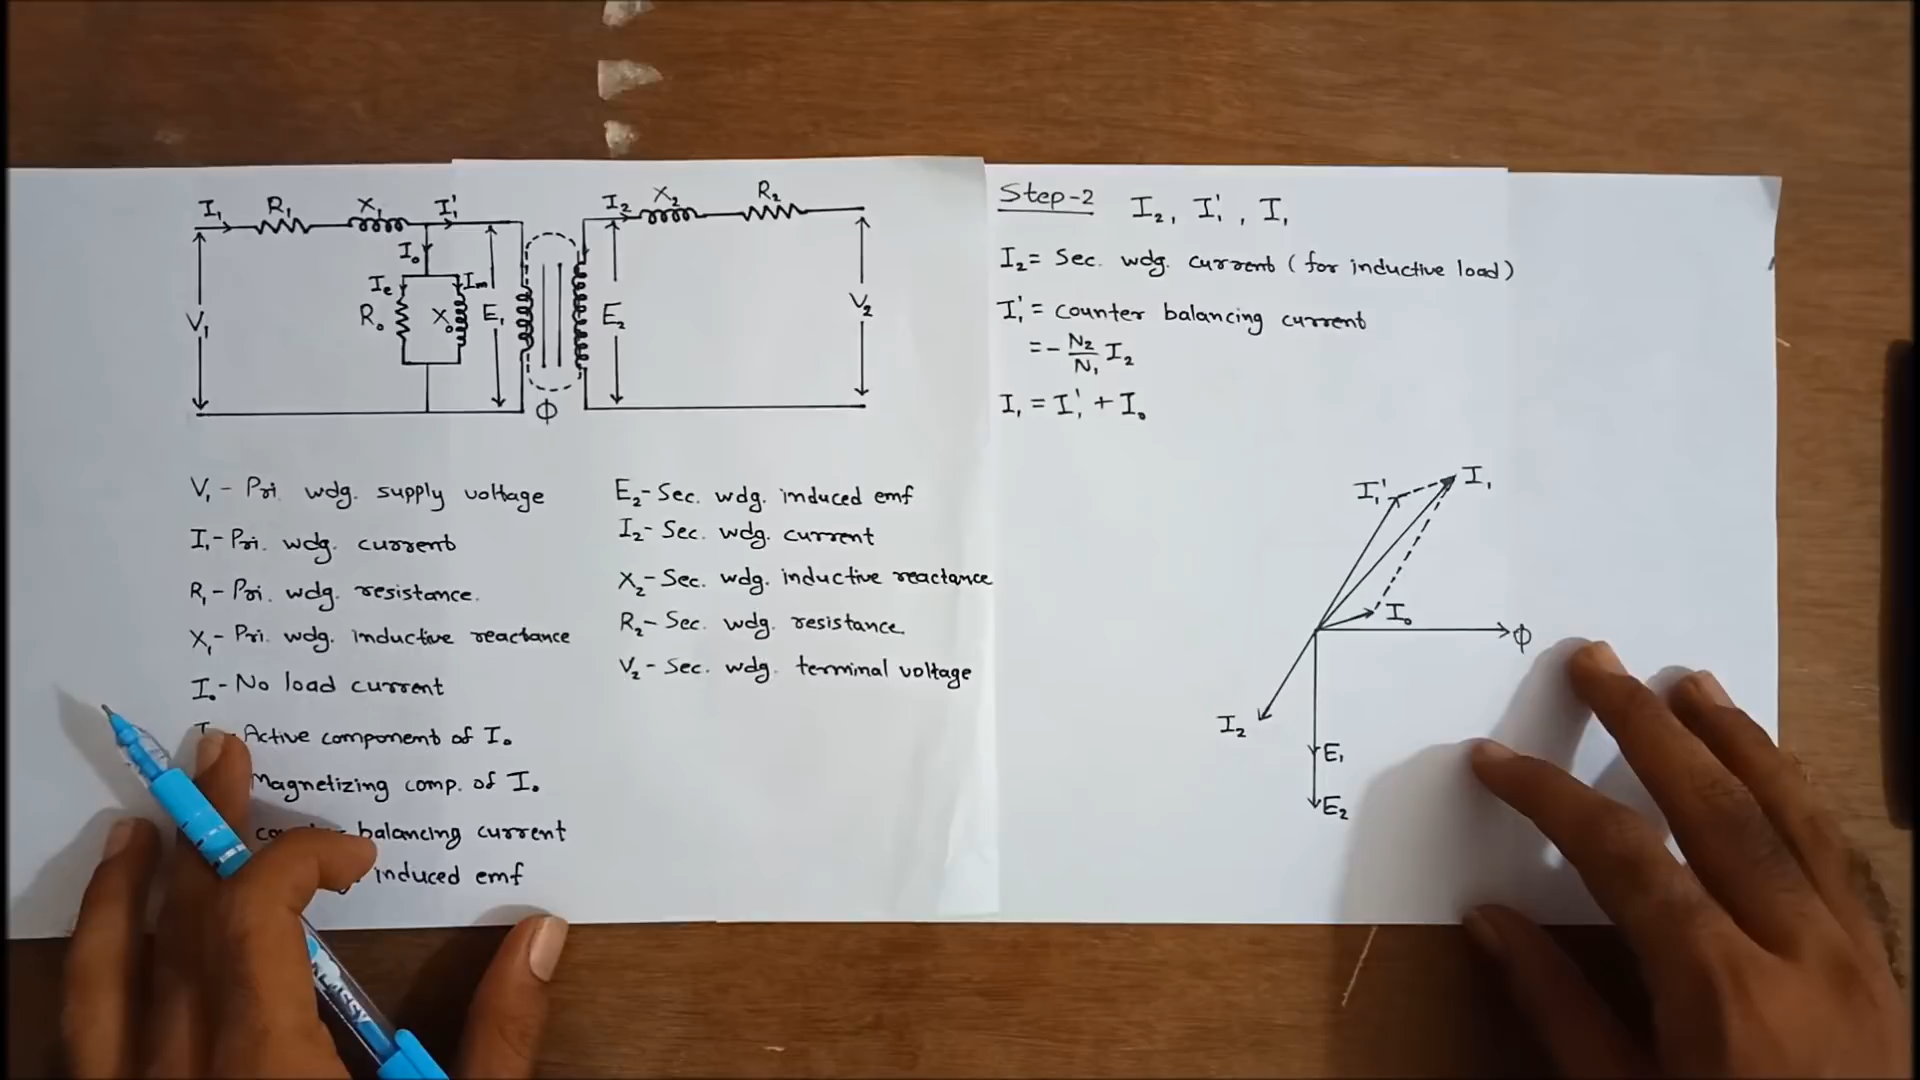 I₁ R₁ X₁ I₁' I₂ X₂ R₂
I₀
Iₑ Iₘ
V₁ R₀ X₀ E₁ E₂ V₂
Φ
V₁ - Pri. wdg. supply voltage
I₁ - Pri. wdg. current
R₁ - Pri. wdg. resistance.
X₁ - Pri. wdg. inductive reactance
I₀ - No load current
- Active component of I₀
Magnetizing comp. of I₀
balancing current
induced emf
E₂ - Sec. wdg. induced emf
I₂ - Sec. wdg. current
X₂ - Sec. wdg. inductive reactance
R₂ - Sec. wdg. resistance.
V₂ - Sec. wdg. terminal voltage
Step-2 I₂, I₁', I₁
I₂ = Sec. wdg. current (for inductive load)
I₁' = counter balancing current
= - N₂/N₁ I₂
I₁ = I₁' + I₀
I₁' I₁
I₀
Φ
I₂
E₁
E₂